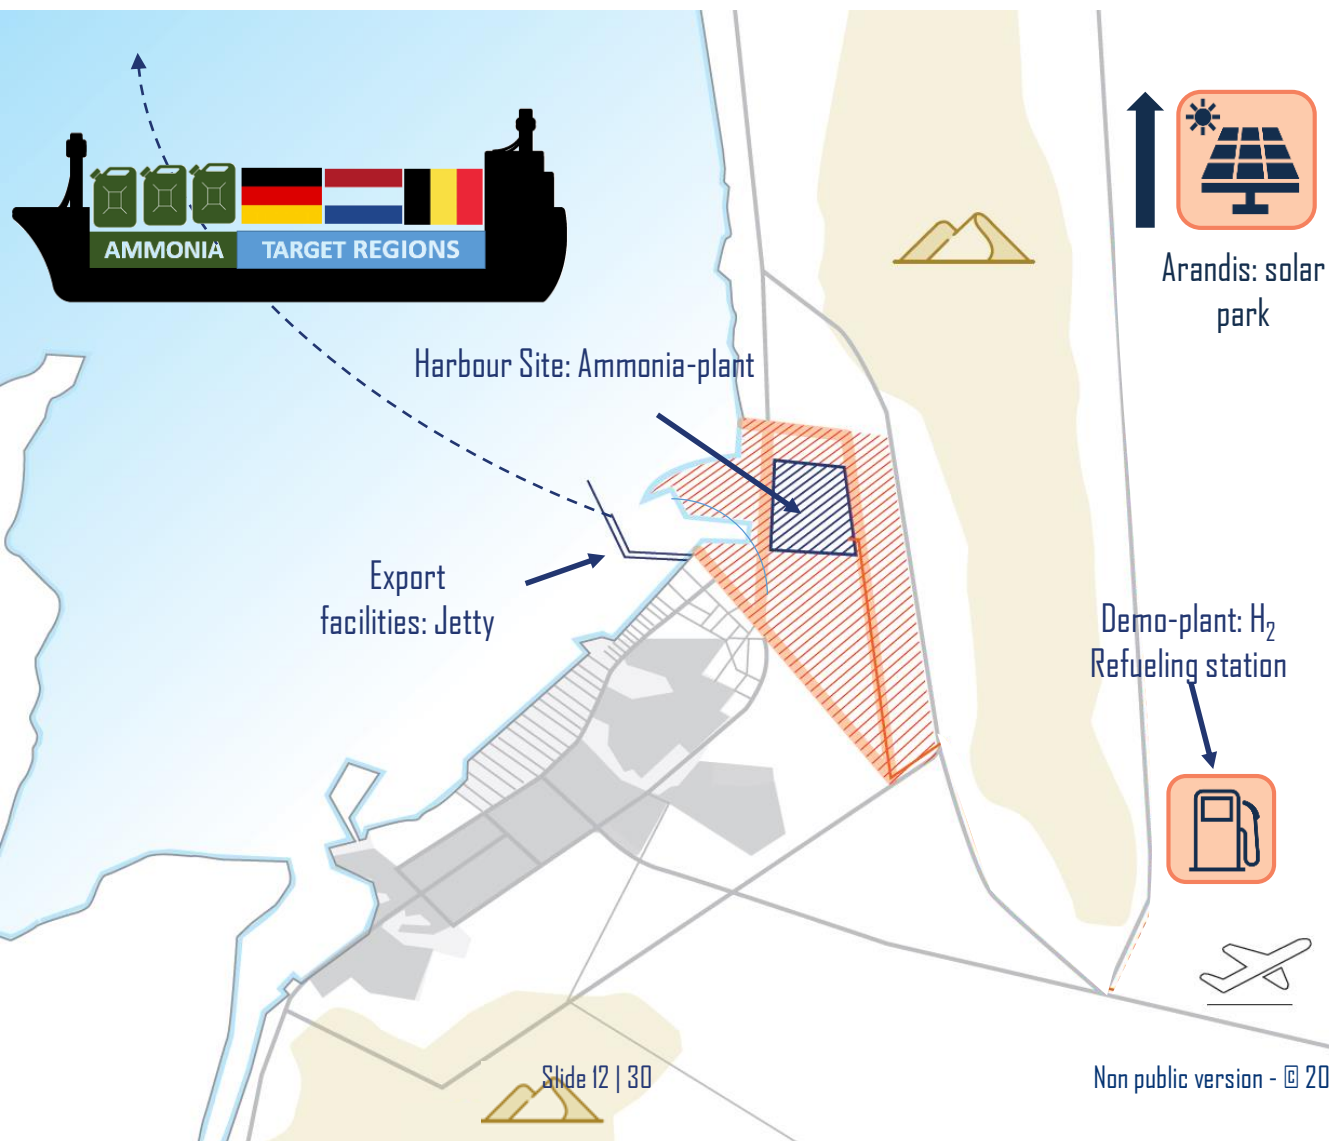 AMMONIA
TARGET REGIONS
Arandis: solar
park
Harbour Site: Ammonia-plant
Export
facilities: Jetty
Demo-plant: H₂
Refueling station
Slide 12 | 30
Non public version - © 20